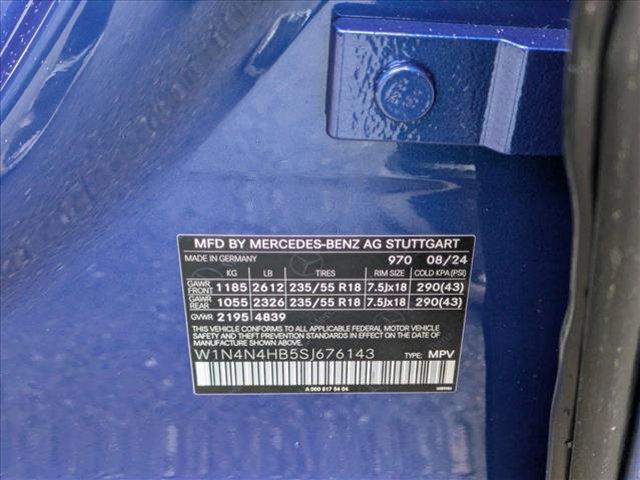 MFD BY MERCEDES-BENZ AG STUTTGART
MADE IN GERMANY 970 08/24
KG LB TIRES RIM SIZE COLD KPA (PSI)
GAWR FRONT 1185 2612 235/55 R18 7.5Jx18 290(43)
GAWR REAR 1055 2326 235/55 R18 7.5Jx18 290(43)
GVWR 2195 4839
THIS VEHICLE CONFORMS TO ALL APPLICABLE FEDERAL MOTOR VEHICLE
SAFETY STANDARDS IN EFFECT ON THE DATE OF
MANUFACTURE SHOWN ABOVE.
W1N4N4HB5SJ676143 TYPE: MPV
A 000 817 54 04